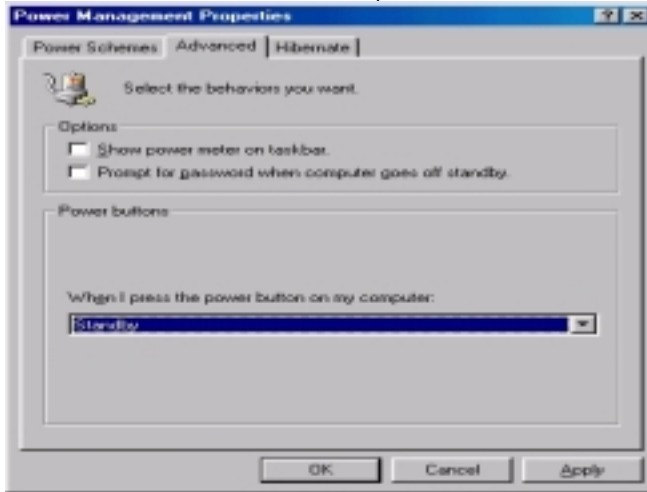 Power Management Properties
Power Schemes Advanced Hibernate
Select the behaviors you want.
Options
Show power meter on taskbar.
Prompt for password when computer goes off standby.
Power buttons
When I press the power button on my computer:
Standby
OK Cancel Apply